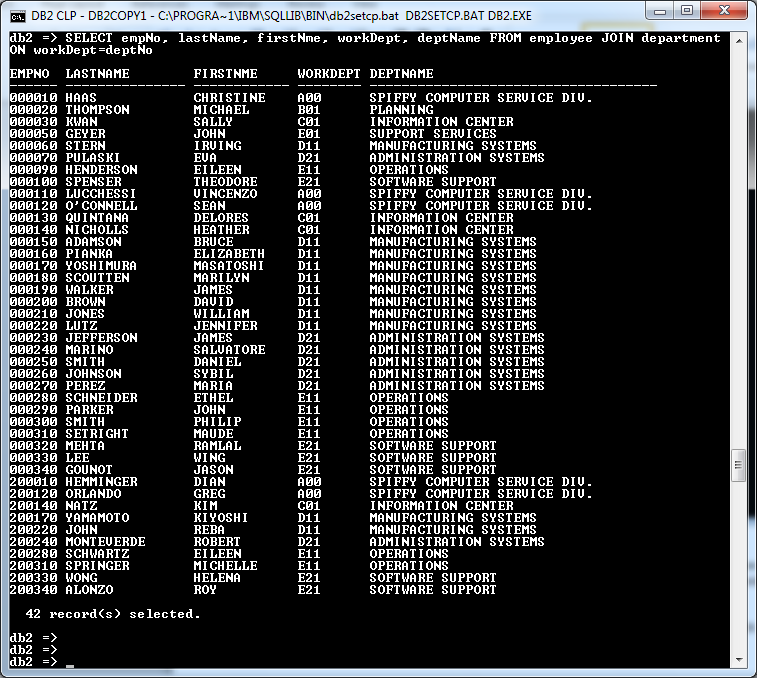 DB2 CLP - DB2COPY1 - C:\PROGRA~1\IBM\SQLLIB\BIN\db2setcp.bat DB2SETCP.BAT DB2.EXE
db2 => SELECT empNo, lastName, firstNme, workDept, deptName FROM employee JOIN department
ON workDept=deptNo
EMPNO LASTNAME FIRSTNME WORKDEPT DEPTNAME
------ --------------- ------------ -------- ------------------------------------
000010 HAAS CHRISTINE A00 SPIFFY COMPUTER SERVICE DIV.
000020 THOMPSON MICHAEL B01 PLANNING
000030 KWAN SALLY C01 INFORMATION CENTER
000050 GEYER JOHN E01 SUPPORT SERVICES
000060 STERN IRVING D11 MANUFACTURING SYSTEMS
000070 PULASKI EVA D21 ADMINISTRATION SYSTEMS
000090 HENDERSON EILEEN E11 OPERATIONS
000100 SPENSER THEODORE E21 SOFTWARE SUPPORT
000110 LUCCHESSI VINCENZO A00 SPIFFY COMPUTER SERVICE DIV.
000120 O'CONNELL SEAN A00 SPIFFY COMPUTER SERVICE DIV.
000130 QUINTANA DELORES C01 INFORMATION CENTER
000140 NICHOLLS HEATHER C01 INFORMATION CENTER
000150 ADAMSON BRUCE D11 MANUFACTURING SYSTEMS
000160 PIANKA ELIZABETH D11 MANUFACTURING SYSTEMS
000170 YOSHIMURA MASATOSHI D11 MANUFACTURING SYSTEMS
000180 SCOUTTEN MARILYN D11 MANUFACTURING SYSTEMS
000190 WALKER JAMES D11 MANUFACTURING SYSTEMS
000200 BROWN DAVID D11 MANUFACTURING SYSTEMS
000210 JONES WILLIAM D11 MANUFACTURING SYSTEMS
000220 LUTZ JENNIFER D11 MANUFACTURING SYSTEMS
000230 JEFFERSON JAMES D21 ADMINISTRATION SYSTEMS
000240 MARINO SALVATORE D21 ADMINISTRATION SYSTEMS
000250 SMITH DANIEL D21 ADMINISTRATION SYSTEMS
000260 JOHNSON SYBIL D21 ADMINISTRATION SYSTEMS
000270 PEREZ MARIA D21 ADMINISTRATION SYSTEMS
000280 SCHNEIDER ETHEL E11 OPERATIONS
000290 PARKER JOHN E11 OPERATIONS
000300 SMITH PHILIP E11 OPERATIONS
000310 SETRIGHT MAUDE E11 OPERATIONS
000320 MEHTA RAMLAL E21 SOFTWARE SUPPORT
000330 LEE WING E21 SOFTWARE SUPPORT
000340 GOUNOT JASON E21 SOFTWARE SUPPORT
200010 HEMMINGER DIAN A00 SPIFFY COMPUTER SERVICE DIV.
200120 ORLANDO GREG A00 SPIFFY COMPUTER SERVICE DIV.
200140 NATZ KIM C01 INFORMATION CENTER
200170 YAMAMOTO KIYOSHI D11 MANUFACTURING SYSTEMS
200220 JOHN REBA D11 MANUFACTURING SYSTEMS
200240 MONTEVERDE ROBERT D21 ADMINISTRATION SYSTEMS
200280 SCHWARTZ EILEEN E11 OPERATIONS
200310 SPRINGER MICHELLE E11 OPERATIONS
200330 WONG HELENA E21 SOFTWARE SUPPORT
200340 ALONZO ROY E21 SOFTWARE SUPPORT
42 record(s) selected.
db2 =>
db2 =>
db2 => _